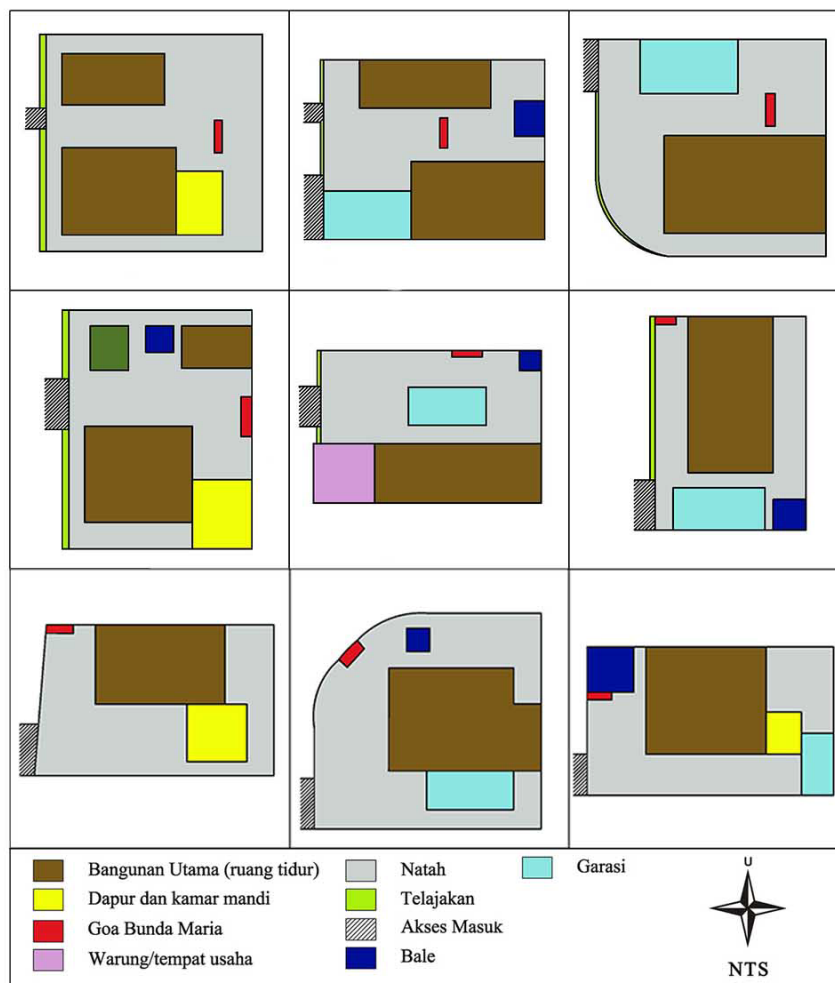 Bangunan Utama (ruang tidur)
Dapur dan kamar mandi
Goa Bunda Maria
Warung/tempat usaha
Natah
Telajakan
Akses Masuk
Bale
Garasi
U
NTS